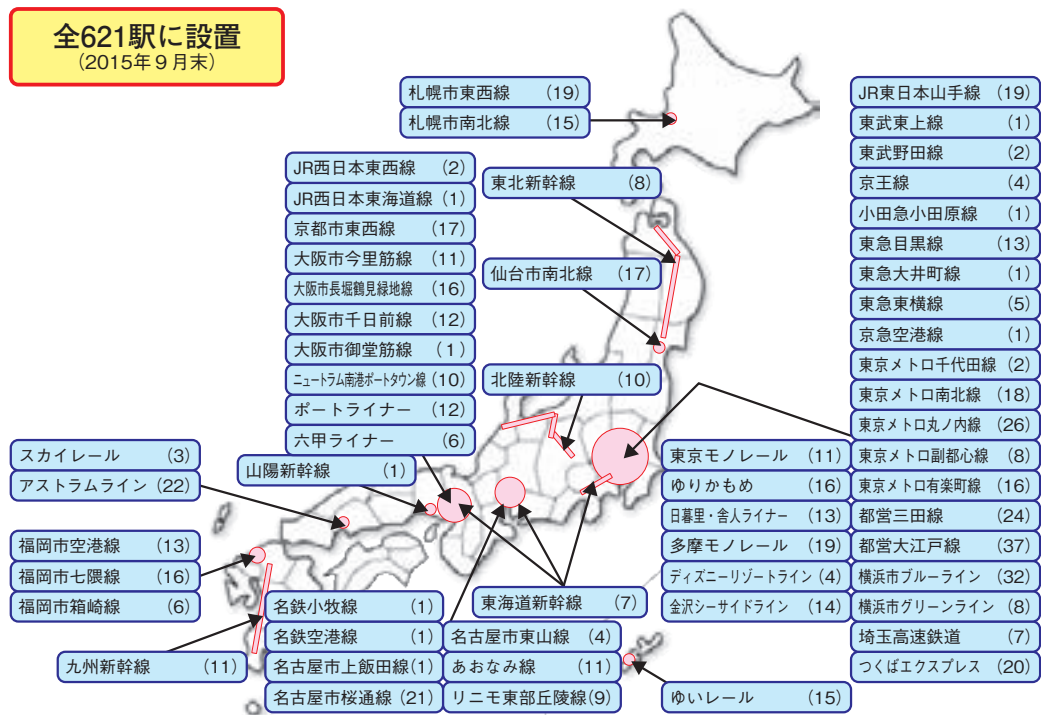 全621駅に設置
(2015年9月末)
札幌市東西線 (19)
札幌市南北線 (15)
JR西日本東西線 (2)
JR西日本東海道線 (1)
京都市東西線 (17)
大阪市今里筋線 (11)
大阪市長堀鶴見緑地線 (16)
大阪市千日前線 (12)
大阪市御堂筋線 (1)
ニュートラム南港ポートタウン線 (10)
ポートライナー (12)
六甲ライナー (6)
東北新幹線 (8)
仙台市南北線 (17)
北陸新幹線 (10)
JR東日本山手線 (19)
東武東上線 (1)
東武野田線 (2)
京王線 (4)
小田急小田原線 (1)
東急目黒線 (13)
東急大井町線 (1)
東急東横線 (5)
京急空港線 (1)
東京メトロ千代田線 (2)
東京メトロ南北線 (18)
東京メトロ丸ノ内線 (26)
東京メトロ副都心線 (8)
東京メトロ有楽町線 (16)
都営三田線 (24)
都営大江戸線 (37)
横浜市ブルーライン (32)
横浜市グリーンライン (8)
埼玉高速鉄道 (7)
つくばエクスプレス (20)
東京モノレール (11)
ゆりかもめ (16)
日暮里・舎人ライナー (13)
多摩モノレール (19)
ディズニーリゾートライン (4)
金沢シーサイドライン (14)
スカイレール (3)
アストラムライン (22)
山陽新幹線 (1)
福岡市空港線 (13)
福岡市七隈線 (16)
福岡市箱崎線 (6)
九州新幹線 (11)
東海道新幹線 (7)
名鉄小牧線 (1)
名鉄空港線 (1)
名古屋市上飯田線 (1)
名古屋市桜通線 (21)
名古屋市東山線 (4)
あおなみ線 (11)
リニモ東部丘陵線 (9)
ゆいレール (15)